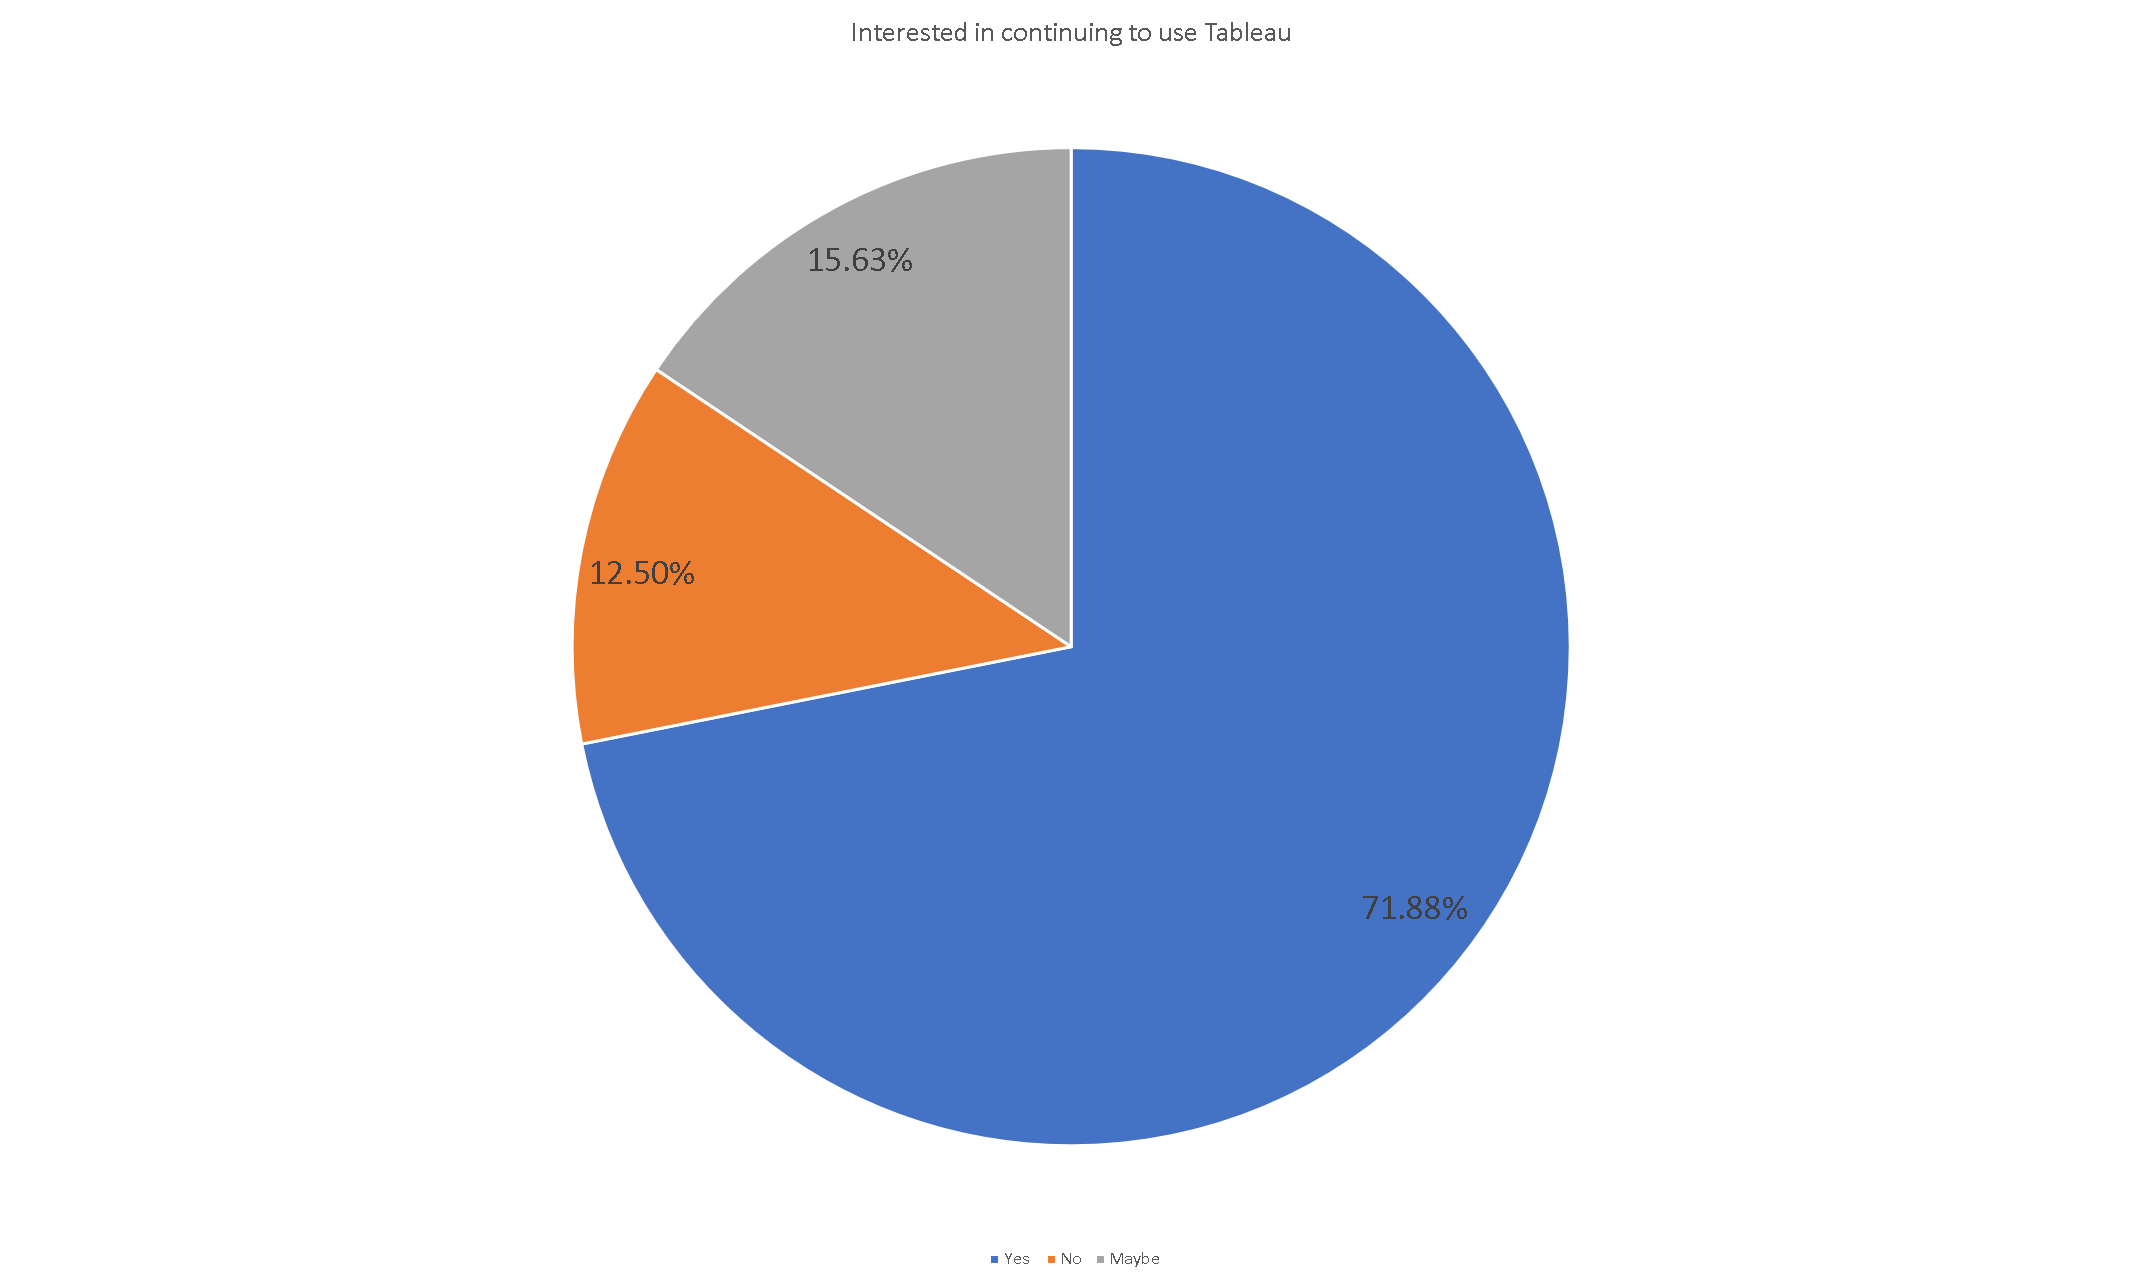 Interested in continuing to use Tableau
15.63%
12.50%
71.88%
Yes No Maybe